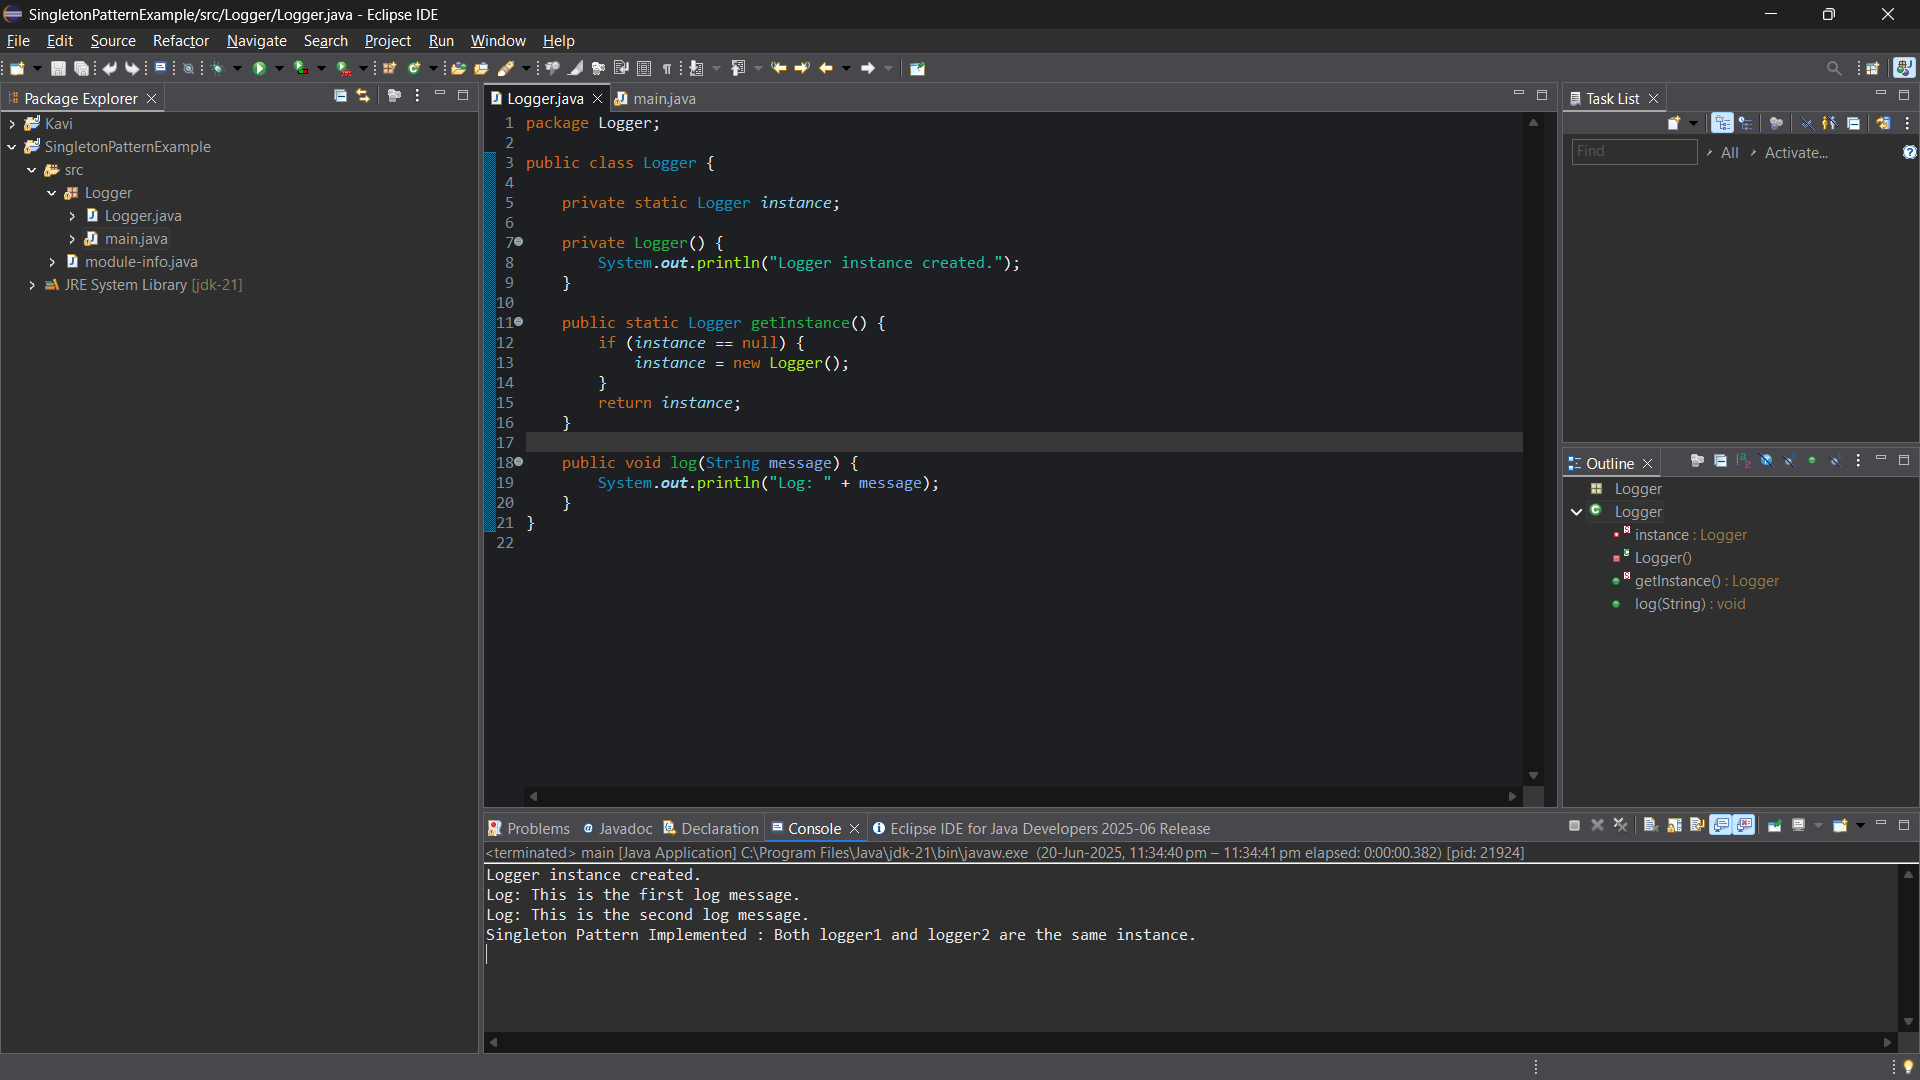 SingletonPatternExample/src/Logger/Logger.java - Eclipse IDE
File Edit Source Refactor Navigate Search Project Run Window Help
Package Explorer
Kavi
SingletonPatternExample
src
Logger
Logger.java
main.java
module-info.java
JRE System Library [jdk-21]
Logger.java main.java
1 package Logger;
2
3 public class Logger {
4
5 private static Logger instance;
6
7 private Logger() {
8 System.out.println("Logger instance created.");
9 }
10
11 public static Logger getInstance() {
12 if (instance == null) {
13 instance = new Logger();
14 }
15 return instance;
16 }
17
18 public void log(String message) {
19 System.out.println("Log: " + message);
20 }
21 }
22
Task List
Find All Activate...
Outline
Logger
Logger
instance : Logger
Logger()
getInstance() : Logger
log(String) : void
Problems Javadoc Declaration Console Eclipse IDE for Java Developers 2025-06 Release
<terminated> main [Java Application] C:\Program Files\Java\jdk-21\bin\javaw.exe (20-Jun-2025, 11:34:40 pm – 11:34:41 pm elapsed: 0:00:00.382) [pid: 21924]
Logger instance created.
Log: This is the first log message.
Log: This is the second log message.
Singleton Pattern Implemented : Both logger1 and logger2 are the same instance.